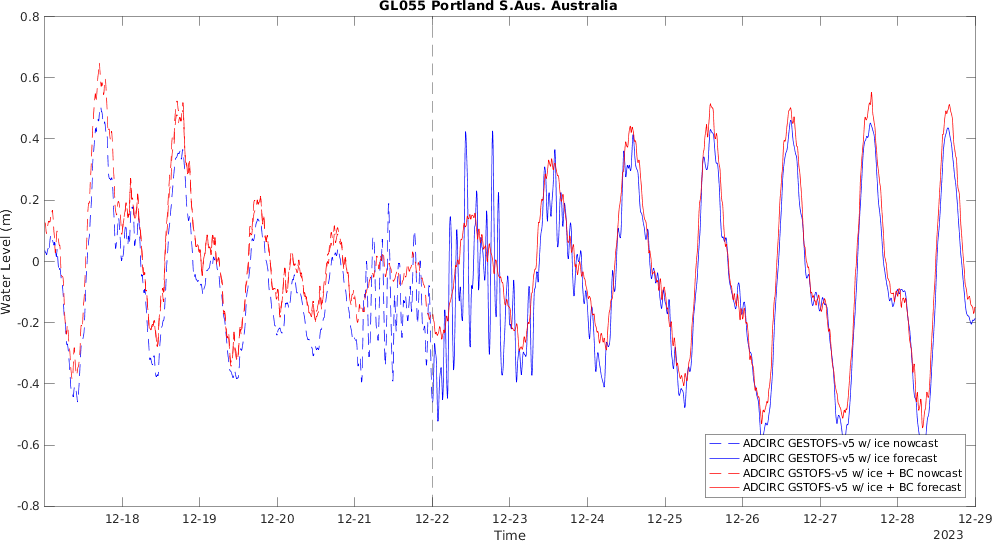 GL055 Portland S.Aus. Australia
0.8
0.6
0.4
0.2
0
-0.2
-0.4
-0.6
-0.8
Water Level (m)
ADCIRC GESTOFS-v5 w/ ice nowcast
ADCIRC GESTOFS-v5 w/ ice forecast
ADCIRC GSTOFS-v5 w/ ice + BC nowcast
ADCIRC GSTOFS-v5 w/ ice + BC forecast
12-18 12-19 12-20 12-21 12-22 12-23 12-24 12-25 12-26 12-27 12-28 12-29
Time
2023